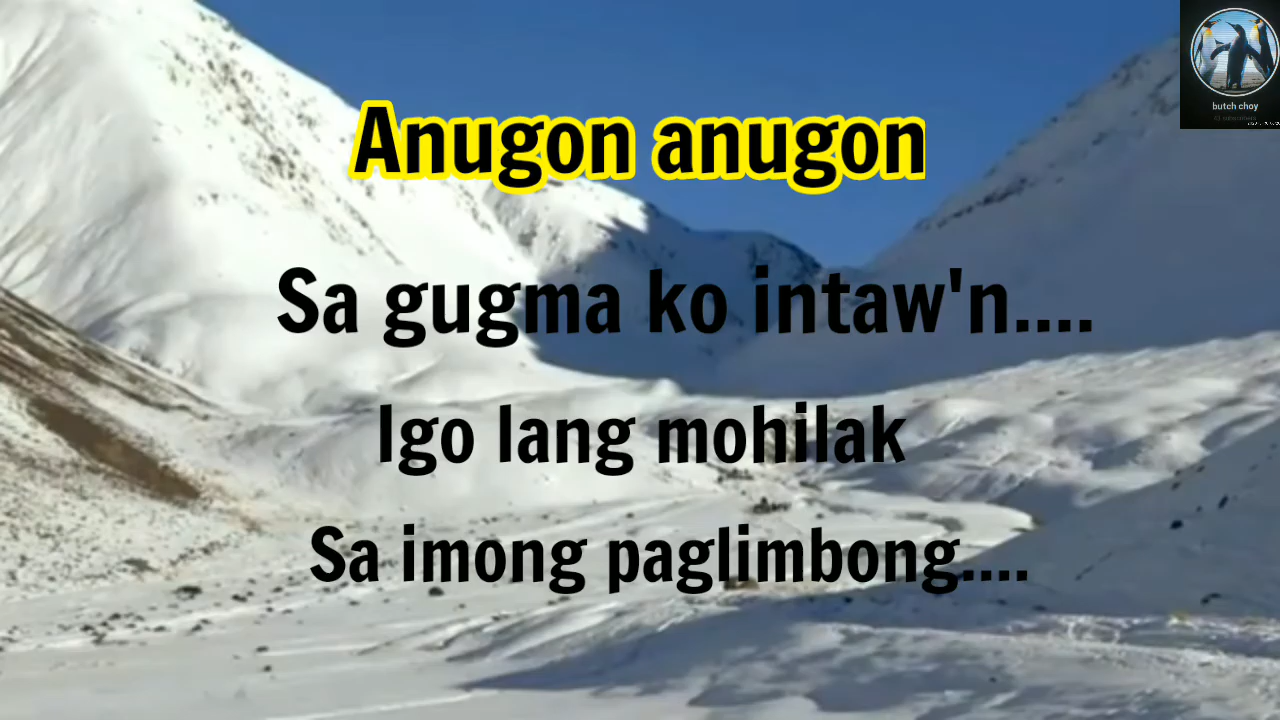 Anugon anugon
Sa gugma ko intaw'n....
Igo lang mohilak
Sa imong paglimbong....
butch choy